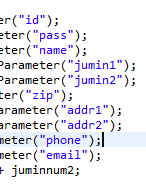 er("id");
eter("pass");
eter("name");
Parameter("jumin1");
Parameter("jumin2");
ter("zip");
arameter("addr1");
arameter("addr2");
meter("phone");
meter("email");
+ juminnum2;